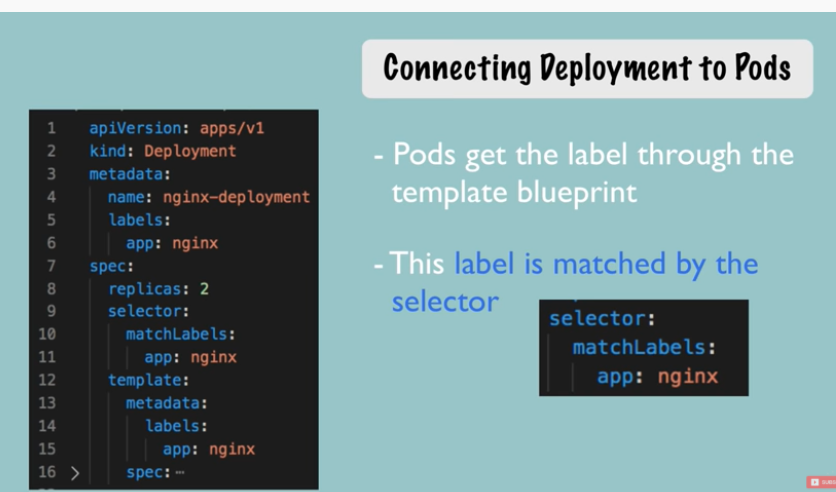 Connecting Deployment to Pods
1 apiVersion: apps/v1
2 kind: Deployment
3 metadata:
4 name: nginx-deployment
5 labels:
6 app: nginx
7 spec:
8 replicas: 2
9 selector:
10 matchLabels:
11 app: nginx
12 template:
13 metadata:
14 labels:
15 app: nginx
16 > spec:⋯
- Pods get the label through the
template blueprint
- This label is matched by the
selector
selector:
matchLabels:
app: nginx